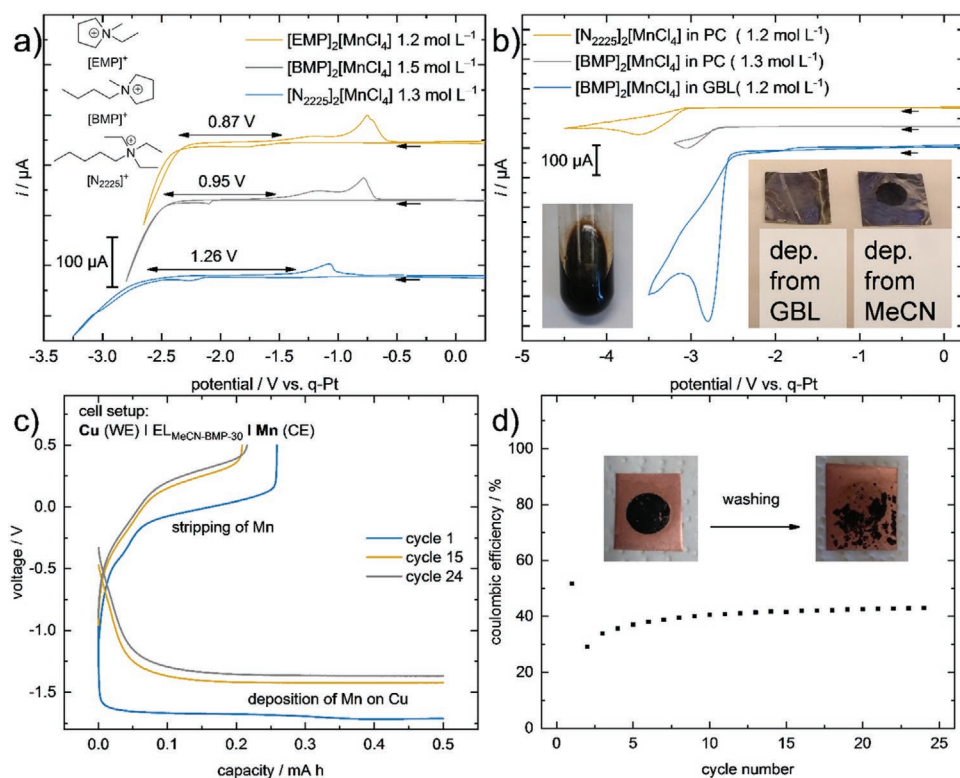 a)
[EMP]⁺
[BMP]⁺
[N₂₂₂₅]⁺
N
N
N
⊕
⊕
⊕
[EMP]₂[MnCl₄] 1.2 mol L⁻¹
[BMP]₂[MnCl₄] 1.5 mol L⁻¹
[N₂₂₂₅]₂[MnCl₄] 1.3 mol L⁻¹
0.87 V
0.95 V
1.26 V
100 µA
i / µA
-3.5 -3.0 -2.5 -2.0 -1.5 -1.0 -0.5 0.0
potential / V vs. q-Pt
b)
[N₂₂₂₅]₂[MnCl₄] in PC ( 1.2 mol L⁻¹)
[BMP]₂[MnCl₄] in PC ( 1.3 mol L⁻¹)
[BMP]₂[MnCl₄] in GBL( 1.2 mol L⁻¹)
100 µA
dep.
from
GBL
dep.
from
MeCN
i / µA
-5 -4 -3 -2 -1 0
potential / V vs. q-Pt
c)
cell setup:
Cu (WE) I EL_MeCN-BMP-30 I Mn (CE)
stripping of Mn
cycle 1
cycle 15
cycle 24
deposition of Mn on Cu
voltage / V
0.5
0.0
-0.5
-1.0
-1.5
0.0 0.1 0.2 0.3 0.4 0.5
capacity / mA h
d)
washing
coulombic efficiency / %
100
80
60
40
20
0
0 5 10 15 20 25
cycle number